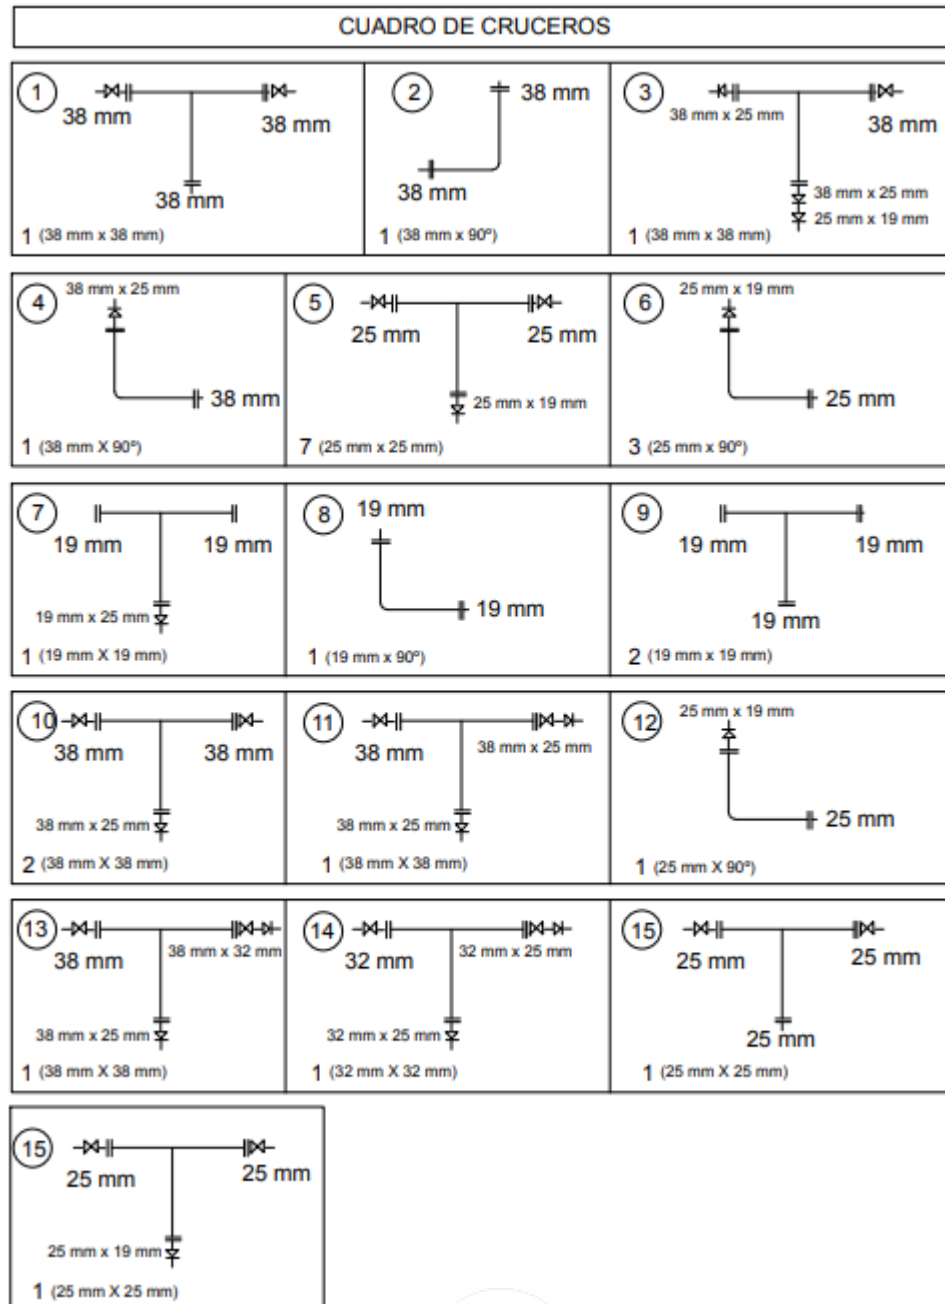 CUADRO DE CRUCEROS
1
38 mm
38 mm
38 mm
1 (38 mm x 38 mm)
2
38 mm
38 mm
1 (38 mm x 90º)
3
38 mm x 25 mm
38 mm
38 mm x 25 mm
25 mm x 19 mm
1 (38 mm x 38 mm)
4
38 mm x 25 mm
38 mm
1 (38 mm X 90º)
5
25 mm
25 mm
25 mm x 19 mm
7 (25 mm x 25 mm)
6
25 mm x 19 mm
25 mm
3 (25 mm x 90º)
7
19 mm
19 mm
19 mm x 25 mm
1 (19 mm X 19 mm)
8
19 mm
19 mm
1 (19 mm x 90º)
9
19 mm
19 mm
19 mm
2 (19 mm x 19 mm)
10
38 mm
38 mm
38 mm x 25 mm
2 (38 mm X 38 mm)
11
38 mm
38 mm x 25 mm
38 mm x 25 mm
1 (38 mm X 38 mm)
12
25 mm x 19 mm
25 mm
1 (25 mm X 90º)
13
38 mm
38 mm x 32 mm
38 mm x 25 mm
1 (38 mm X 38 mm)
14
32 mm
32 mm x 25 mm
32 mm x 25 mm
1 (32 mm X 32 mm)
15
25 mm
25 mm
25 mm
1 (25 mm X 25 mm)
15
25 mm
25 mm
25 mm x 19 mm
1 (25 mm X 25 mm)